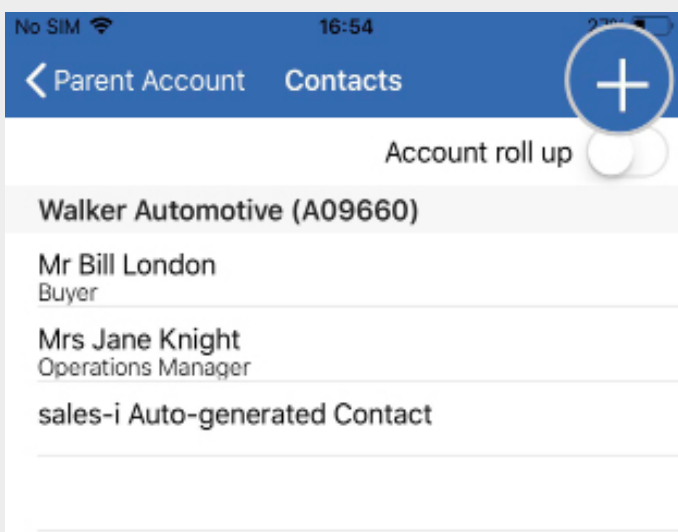 No SIM 16:54 27%
Parent Account Contacts
Account roll up
Walker Automotive (A09660)
Mr Bill London
Buyer
Mrs Jane Knight
Operations Manager
sales-i Auto-generated Contact